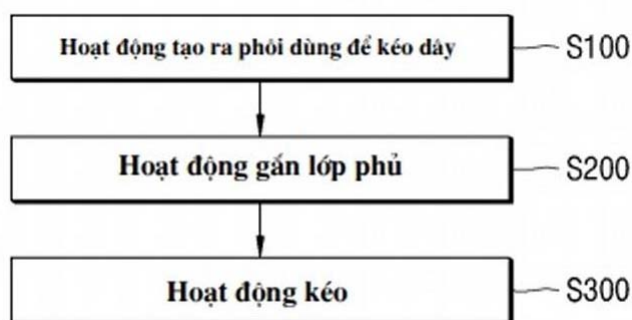 Hoạt động tạo ra phôi dùng để kéo dây S100
Hoạt động gắn lớp phủ S200
Hoạt động kéo S300